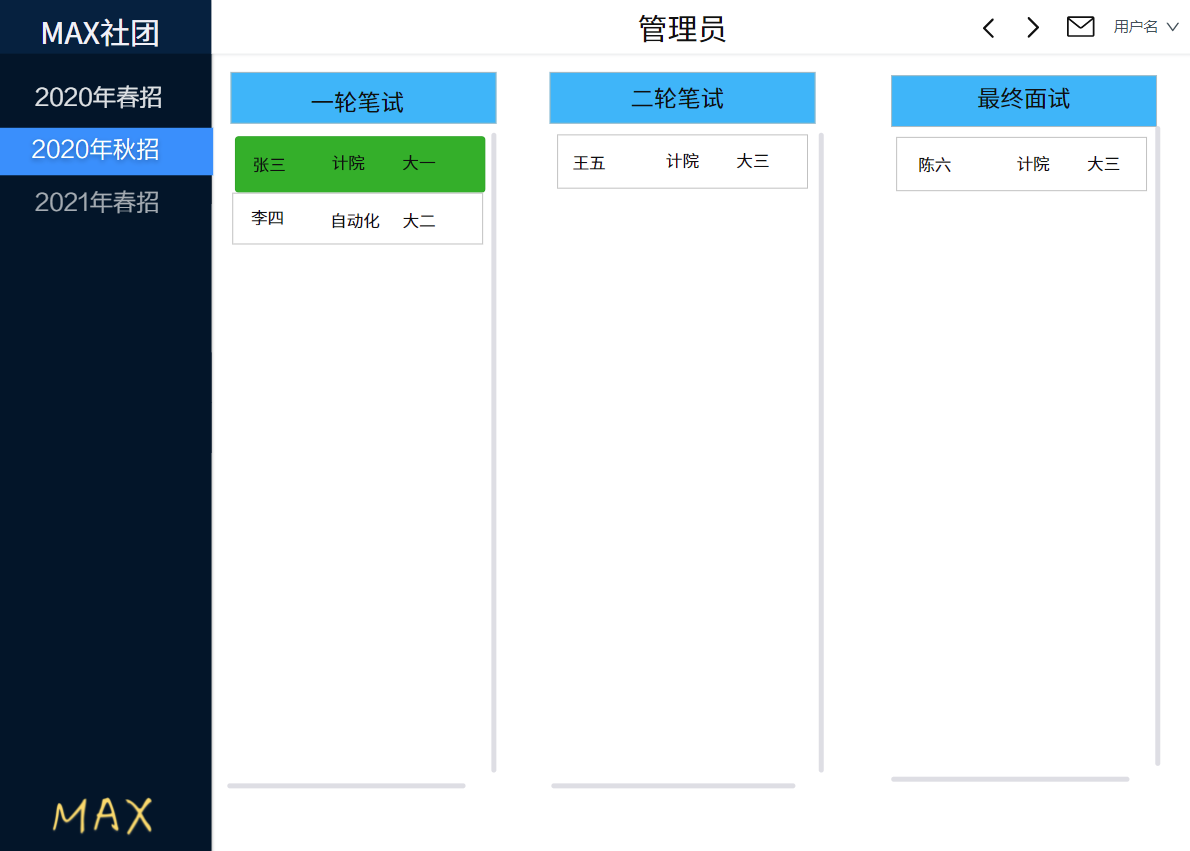 MAX社团
管理员
用户名
2020年春招
2020年秋招
2021年春招
一轮笔试
张三 计院 大一
李四 自动化 大二
二轮笔试
王五 计院 大三
最终面试
陈六 计院 大三
MAX